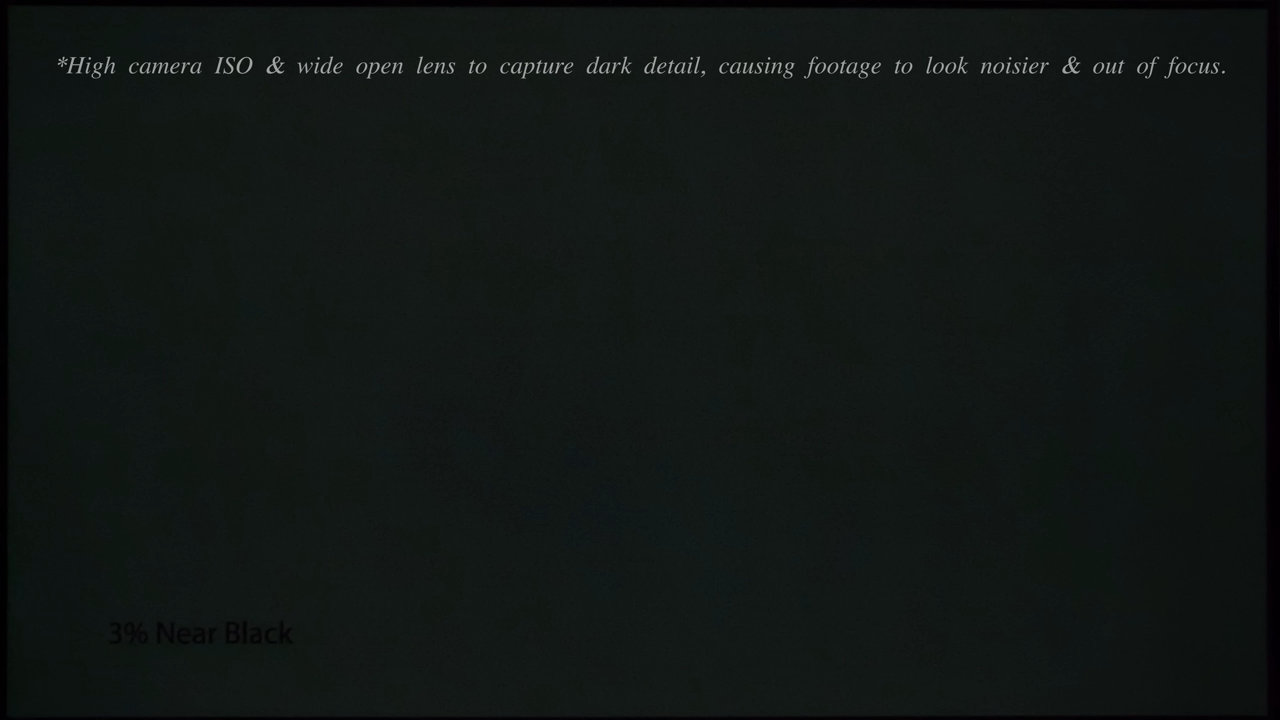 *High camera ISO & wide open lens to capture dark detail, causing footage to look noisier & out of focus.
3% Near Black